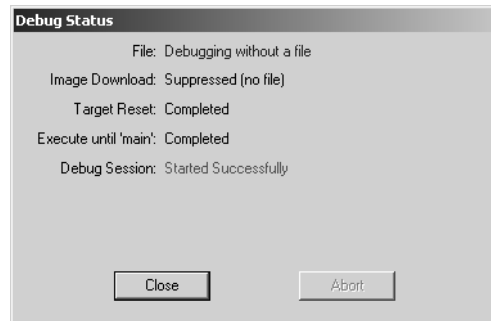 Debug Status
File: Debugging without a file
Image Download: Suppressed (no file)
Target Reset: Completed
Execute until 'main': Completed
Debug Session: Started Successfully
Close Abort